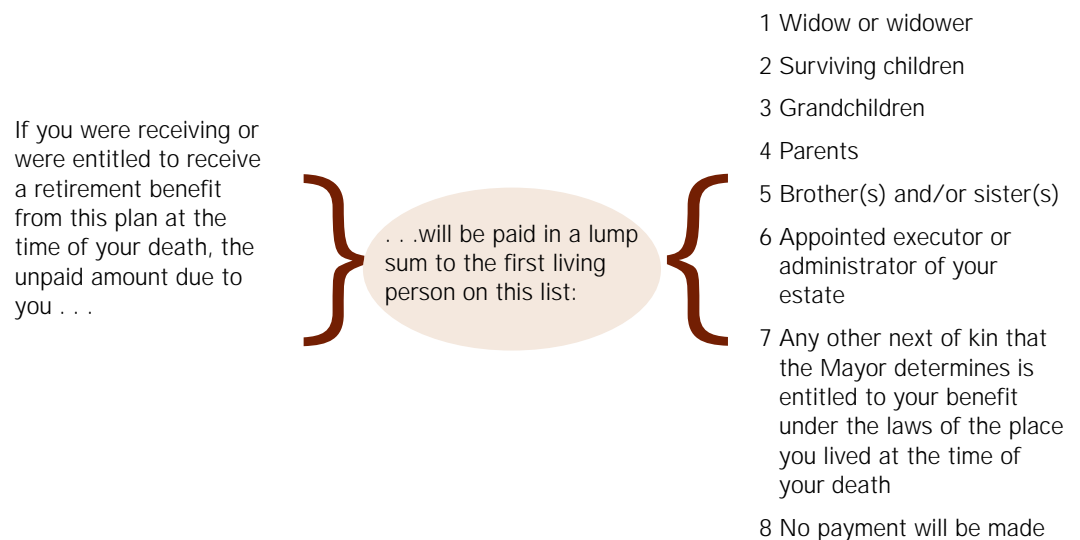 If you were receiving or
were entitled to receive
a retirement benefit
from this plan at the
time of your death, the
unpaid amount due to
you . . .
. . .will be paid in a lump
sum to the first living
person on this list:
1 Widow or widower
2 Surviving children
3 Grandchildren
4 Parents
5 Brother(s) and/or sister(s)
6 Appointed executor or
administrator of your
estate
7 Any other next of kin that
the Mayor determines is
entitled to your benefit
under the laws of the place
you lived at the time of
your death
8 No payment will be made